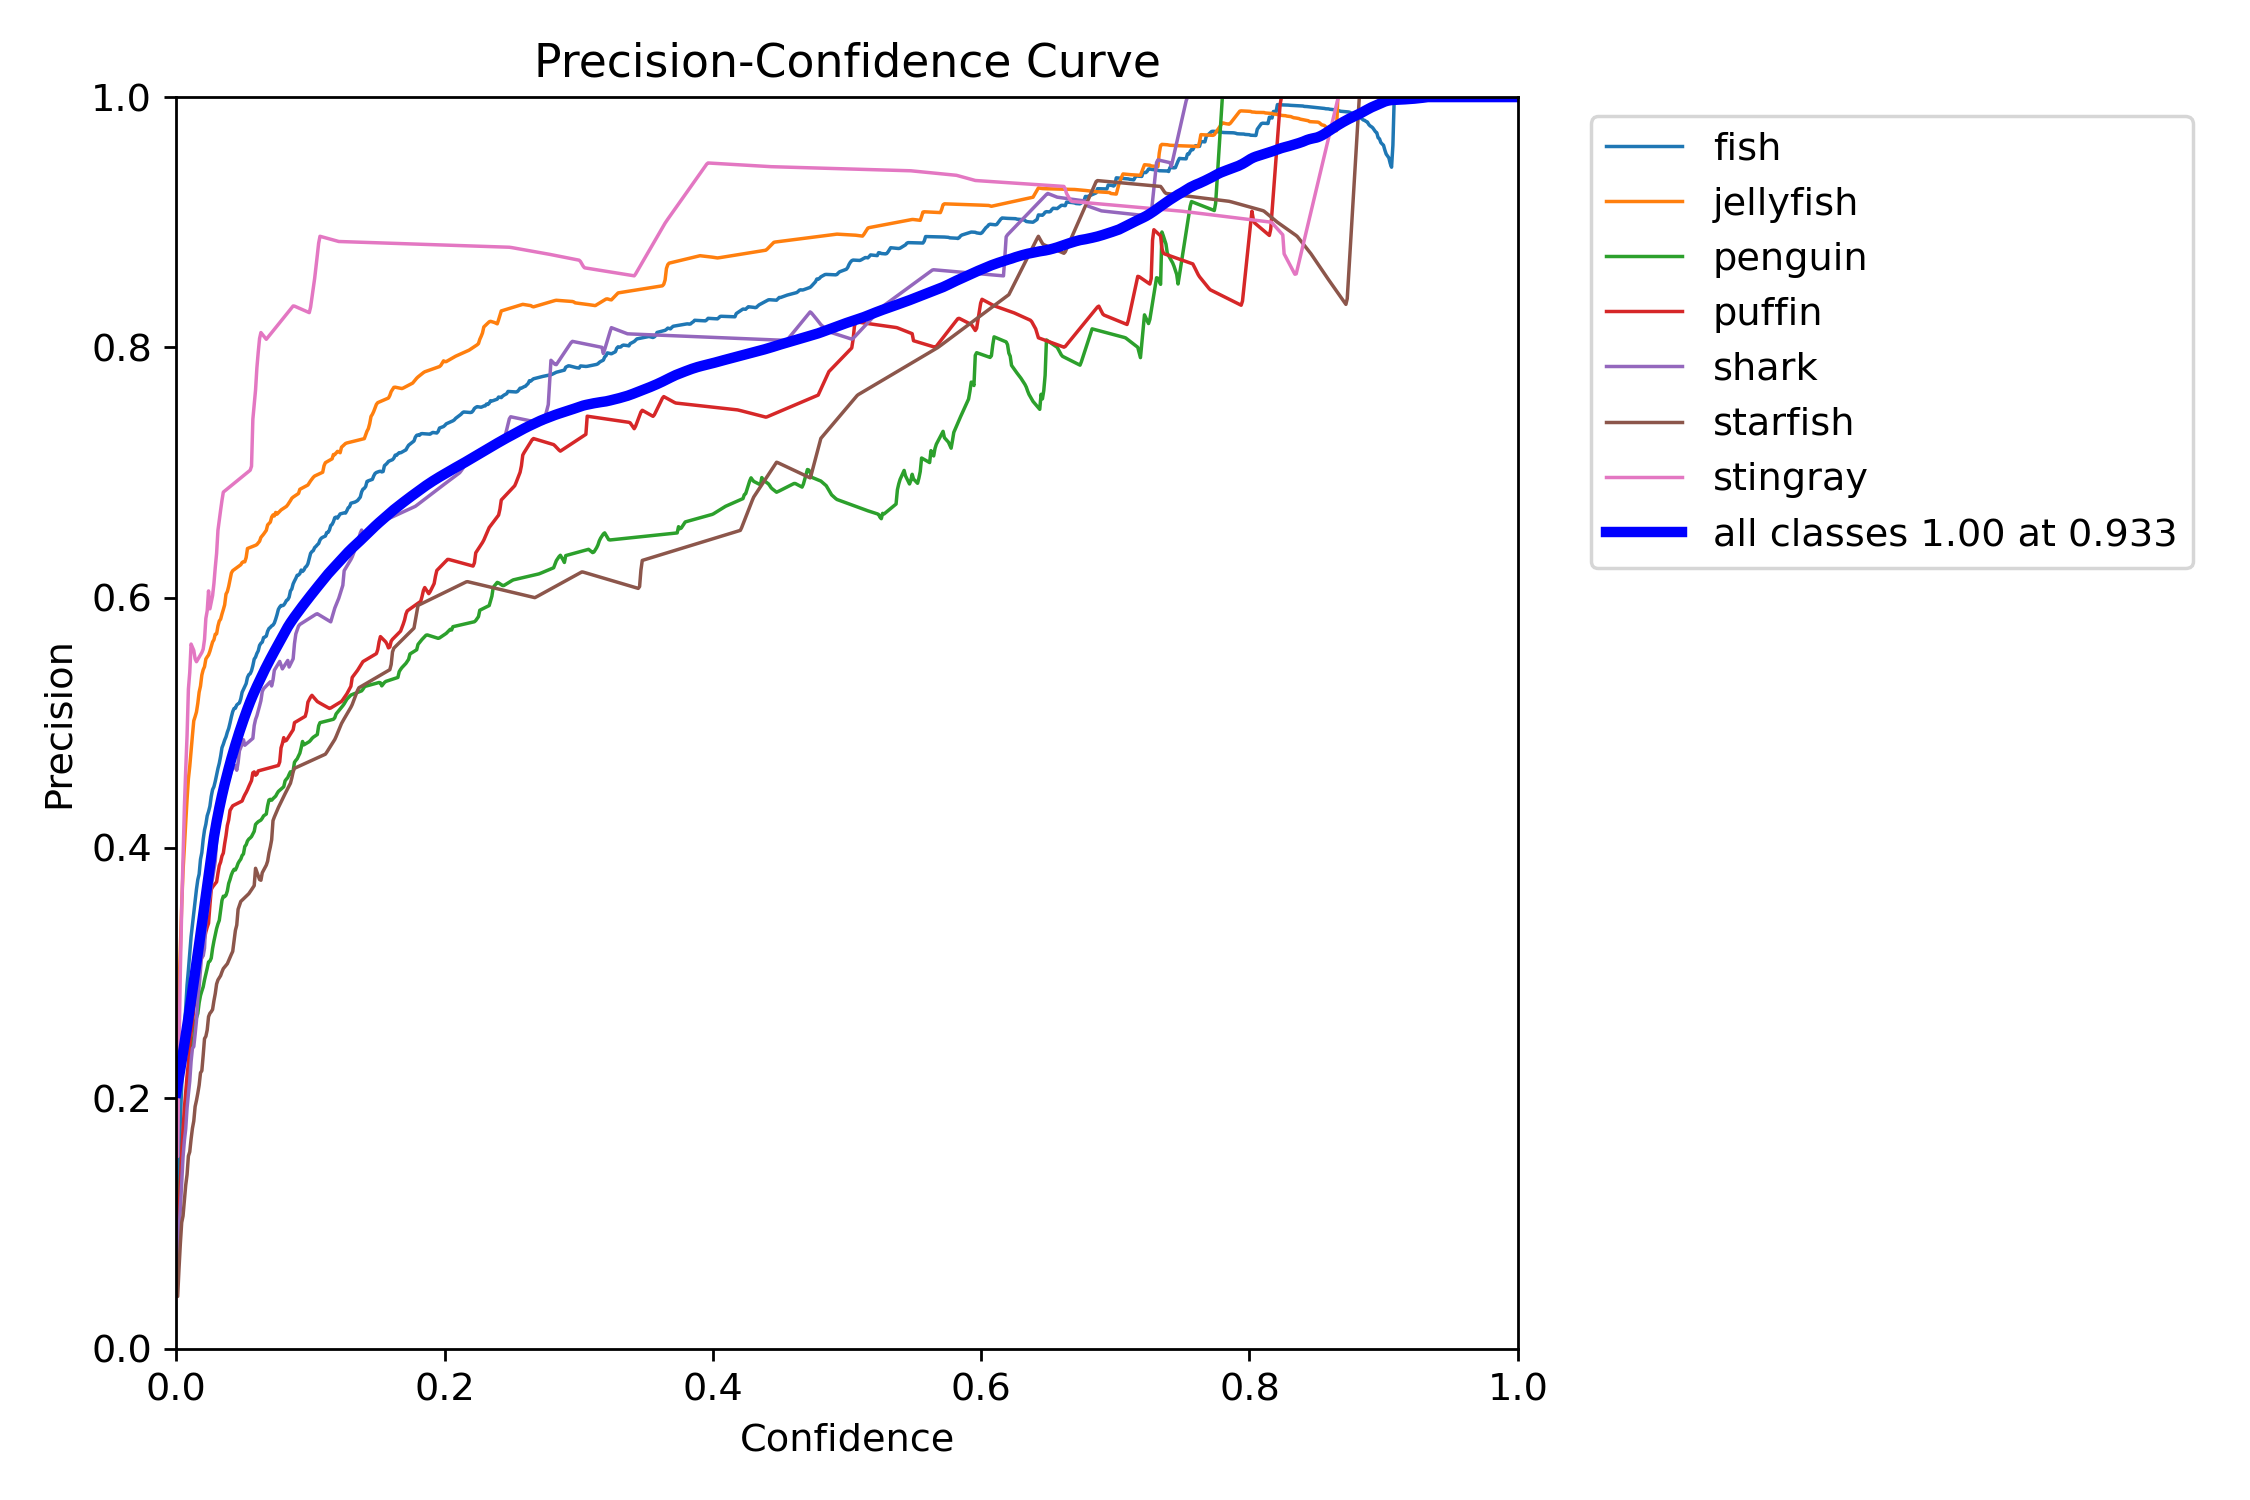 Precision-Confidence Curve
1.0
0.8
0.6
0.4
0.2
0.0
Precision
0.0 0.2 0.4 0.6 0.8 1.0
Confidence
fish
jellyfish
penguin
puffin
shark
starfish
stingray
all classes 1.00 at 0.933